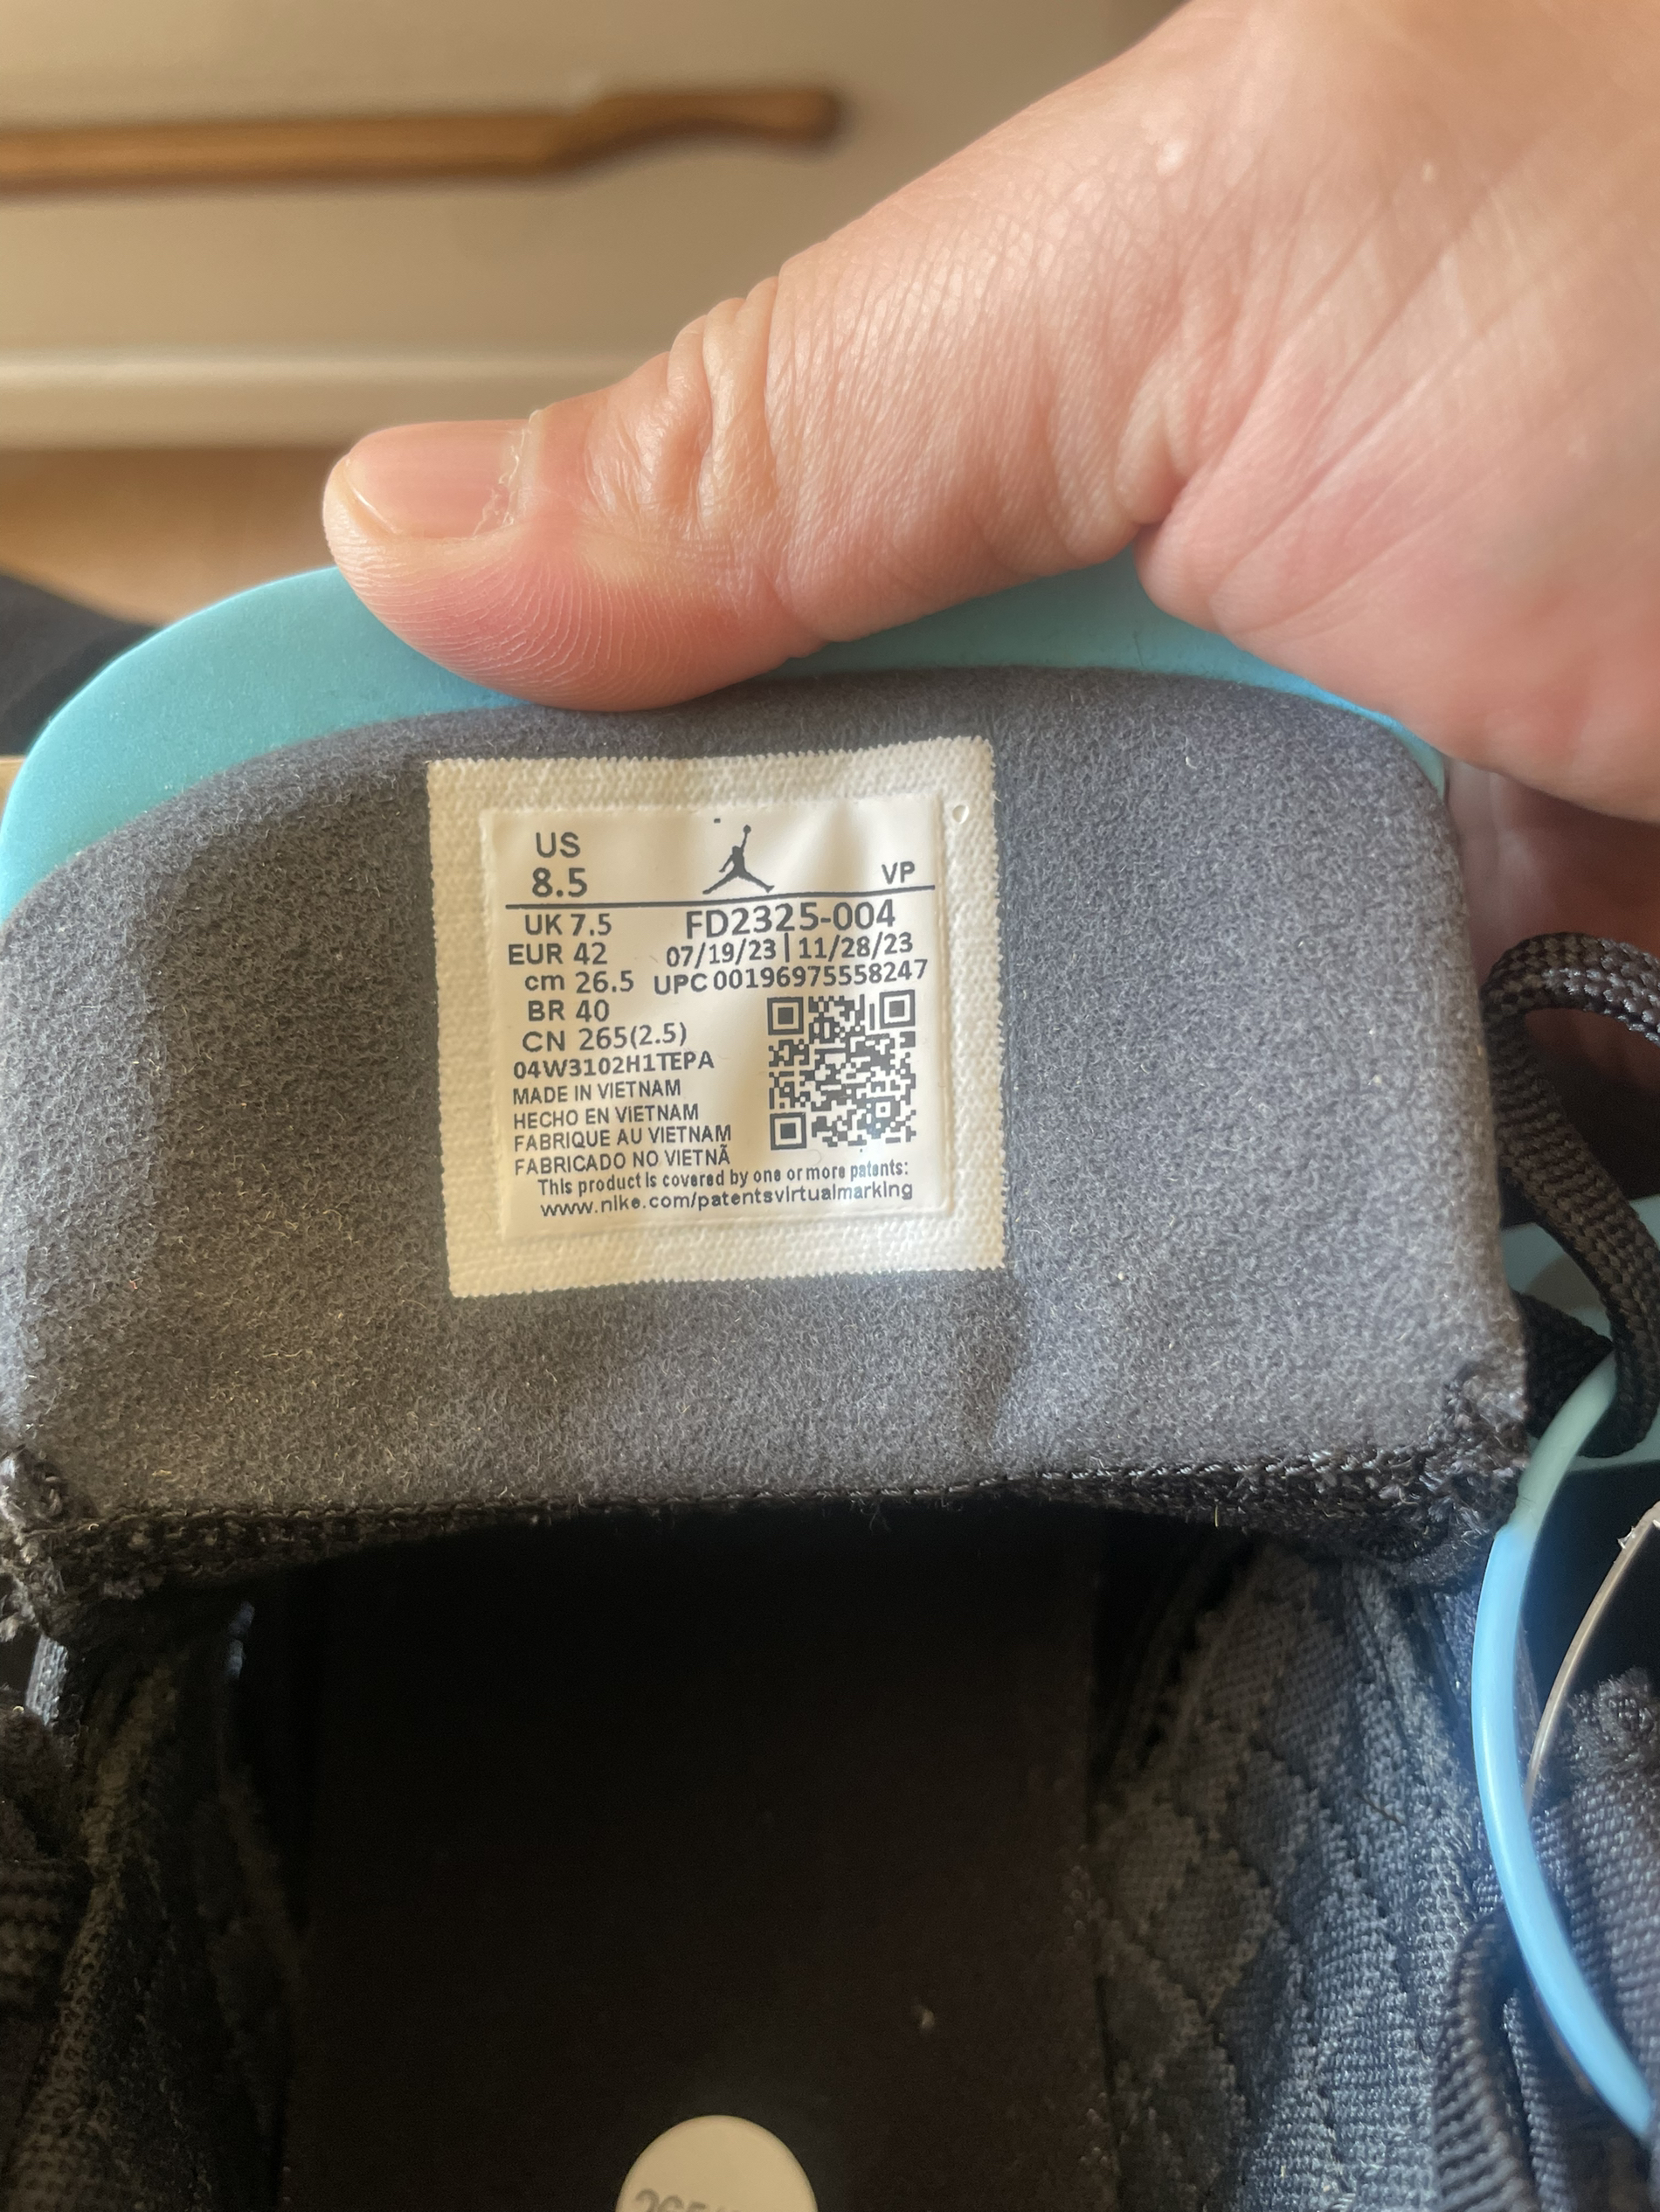 US
8.5
VP
UK 7.5
FD2325-004
EUR 42
07/19/23 | 11/28/23
cm 26.5
UPC 00196975558247
BR 40
CN 265(2.5)
04W3102H1TEPA
MADE IN VIETNAM
HECHO EN VIETNAM
FABRIQUE AU VIETNAM
FABRICADO NO VIETNÃ
This product is covered by one or more patents:
www.nike.com/patentsvirtualmarking